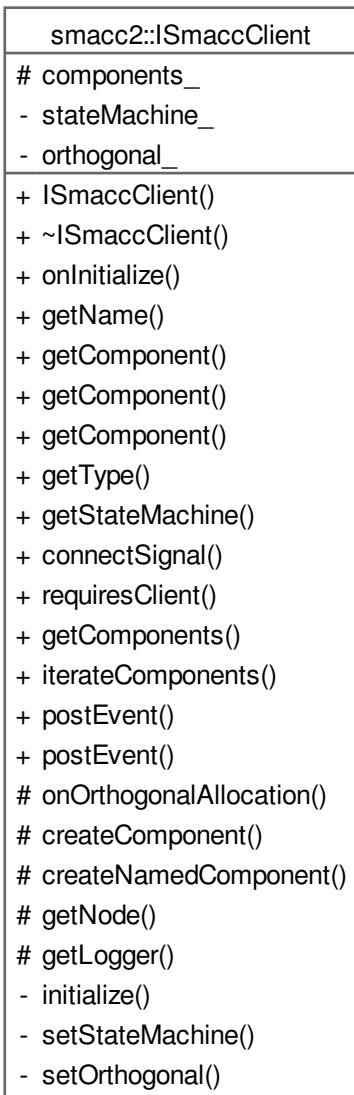 smacc2::ISmaccClient
# components_
- stateMachine_
- orthogonal_
+ ISmaccClient()
+ ~ISmaccClient()
+ onInitialize()
+ getName()
+ getComponent()
+ getComponent()
+ getComponent()
+ getType()
+ getStateMachine()
+ connectSignal()
+ requiresClient()
+ getComponents()
+ iterateComponents()
+ postEvent()
+ postEvent()
# onOrthogonalAllocation()
# createComponent()
# createNamedComponent()
# getNode()
# getLogger()
- initialize()
- setStateMachine()
- setOrthogonal()